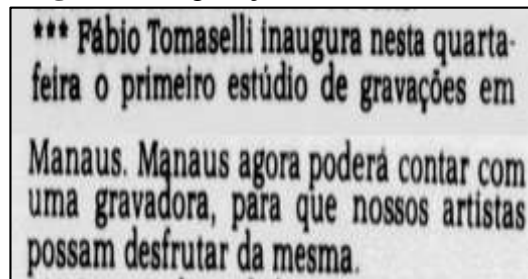 *** Fábio Tomaselli inaugura nesta quarta-
feira o primeiro estúdio de gravações em
Manaus. Manaus agora poderá contar com
uma gravadora, para que nossos artistas
possam desfrutar da mesma.